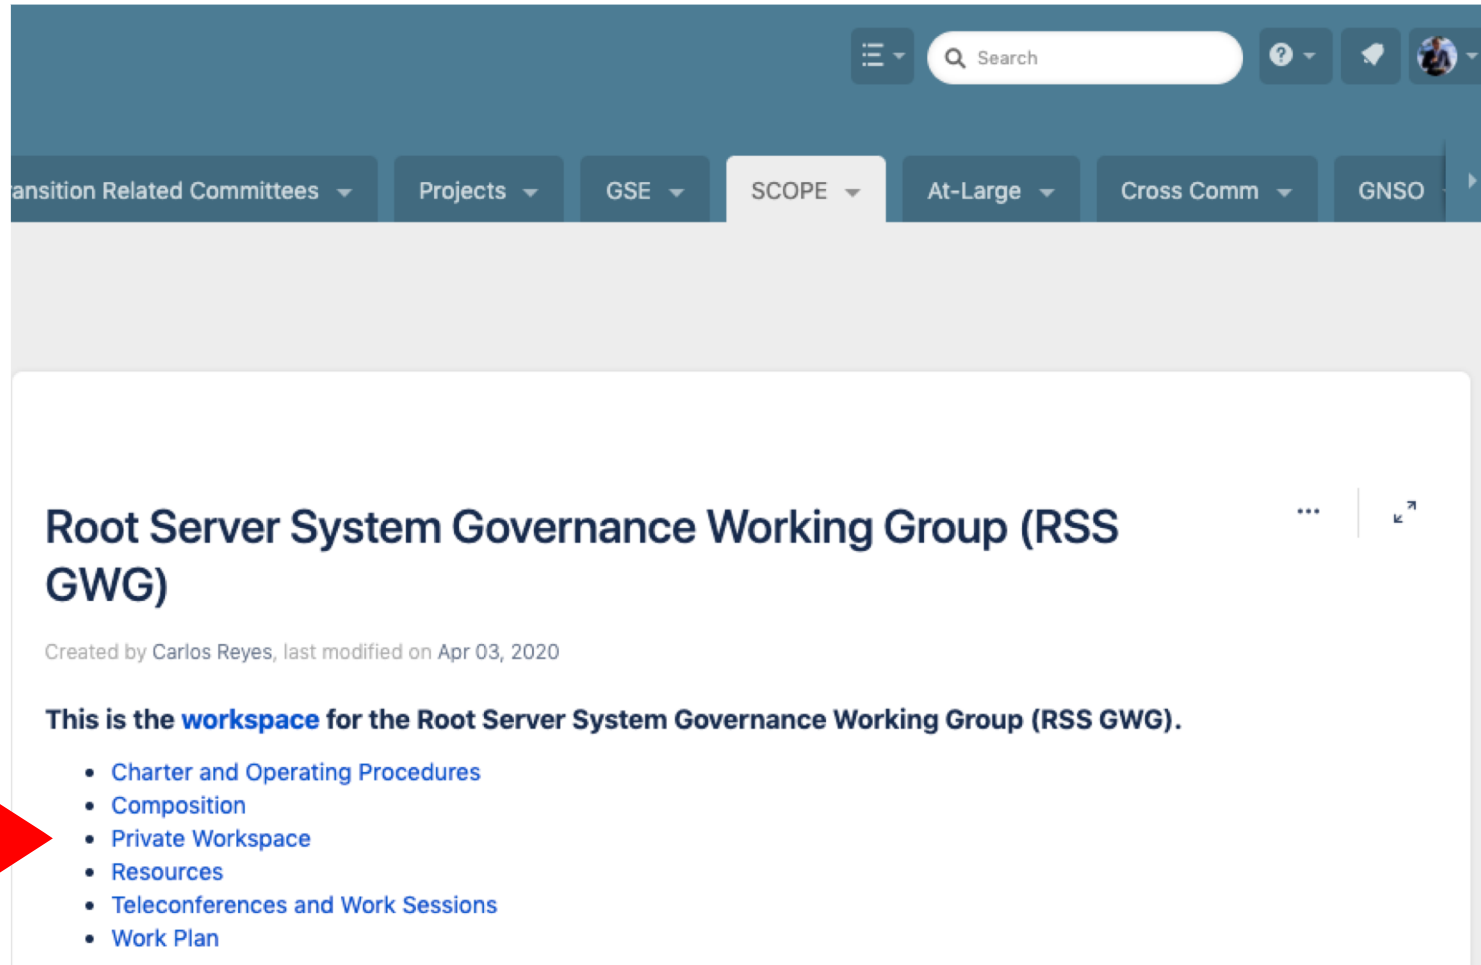 Search
ansition Related Committees
Projects
GSE
SCOPE
At-Large
Cross Comm
GNSO
Root Server System Governance Working Group (RSS
GWG)
Created by Carlos Reyes, last modified on Apr 03, 2020
This is the workspace for the Root Server System Governance Working Group (RSS GWG).
• Charter and Operating Procedures
• Composition
• Private Workspace
• Resources
• Teleconferences and Work Sessions
• Work Plan